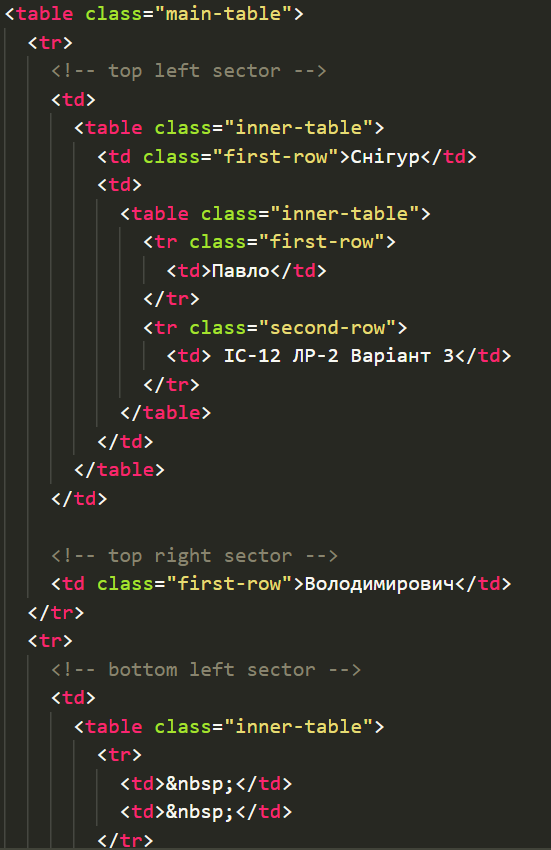 <table class="main-table">
<tr>
<!-- top left sector -->
<td>
<table class="inner-table">
<td class="first-row">Снігур</td>
<td>
<table class="inner-table">
<tr class="first-row">
<td>Павло</td>
</tr>
<tr class="second-row">
<td> ІС-12 ЛР-2 Варіант 3</td>
</tr>
</table>
</td>
</table>
</td>
<!-- top right sector -->
<td class="first-row">Володимирович</td>
</tr>
<tr>
<!-- bottom left sector -->
<td>
<table class="inner-table">
<tr>
<td>&nbsp;</td>
<td>&nbsp;</td>
</tr>